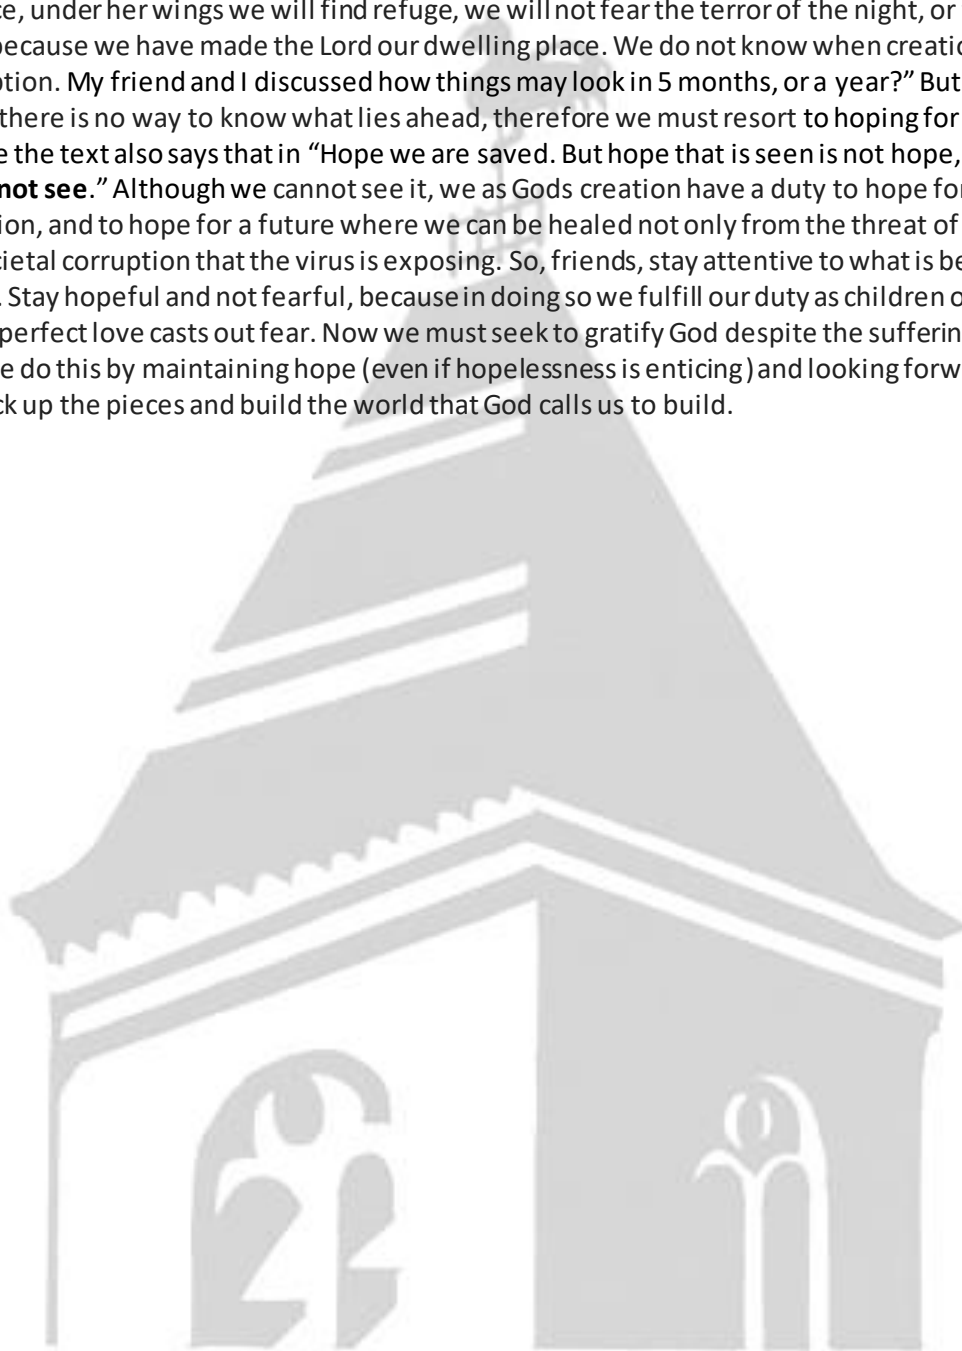 ce, under her wings we will find refuge, we will not fear the terror of the night, or
because we have made the Lord our dwelling place. We do not know when creatio
ption. My friend and I discussed how things may look in 5 months, or a year?” But
there is no way to know what lies ahead, therefore we must resort to hoping for
e the text also says that in “Hope we are saved. But hope that is seen is not hope,
not see.” Although we cannot see it, we as Gods creation have a duty to hope for
ion, and to hope for a future where we can be healed not only from the threat of
cietal corruption that the virus is exposing. So, friends, stay attentive to what is be
. Stay hopeful and not fearful, because in doing so we fulfill our duty as children o
perfect love casts out fear. Now we must seek to gratify God despite the sufferin
e do this by maintaining hope (even if hopelessness is enticing) and looking forw
ck up the pieces and build the world that God calls us to build.